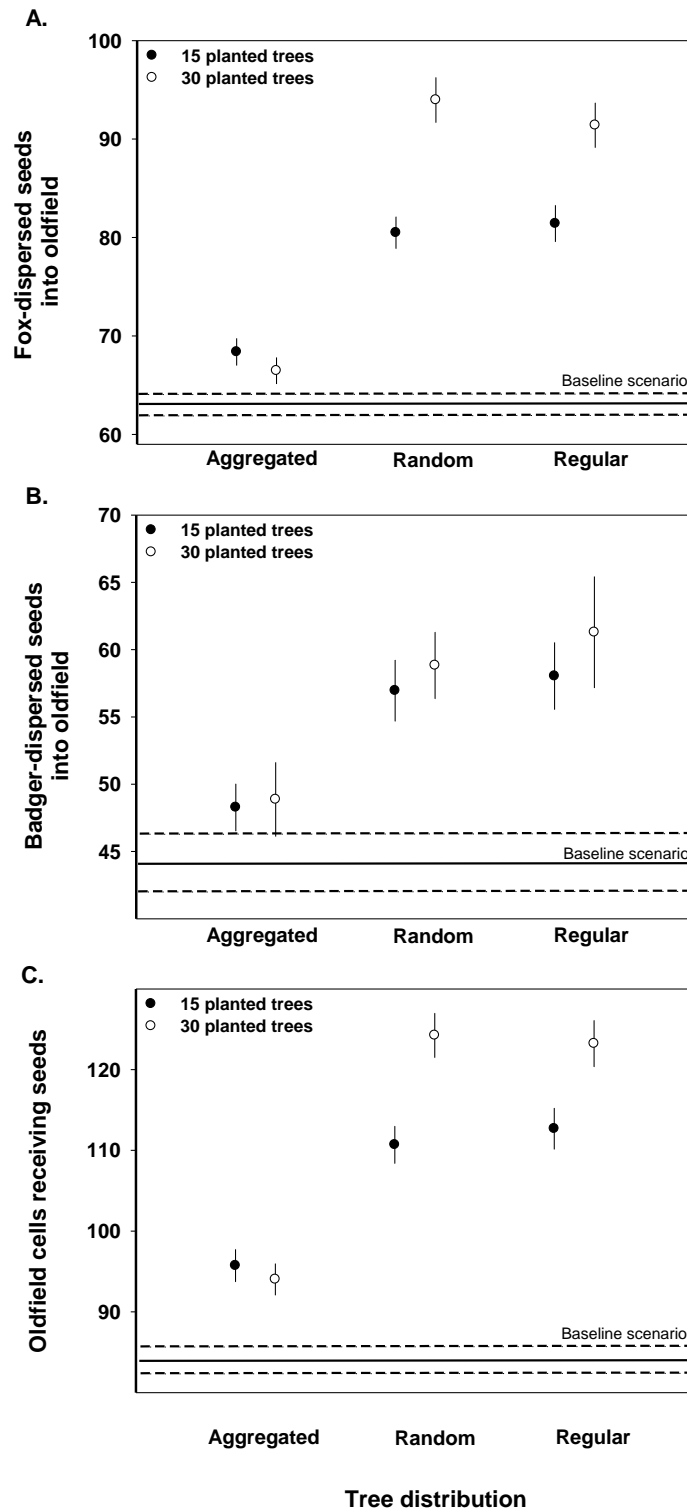 A.
100
90
80
70
60
Fox-dispersed seeds
into oldfield
15 planted trees
30 planted trees
Baseline scenario
Aggregated Random Regular
B.
70
65
60
55
50
45
Badger-dispersed seeds
into oldfield
15 planted trees
30 planted trees
Baseline scenario
Aggregated Random Regular
C.
120
110
100
90
Oldfield cells receiving seeds
15 planted trees
30 planted trees
Baseline scenario
Aggregated Random Regular
Tree distribution